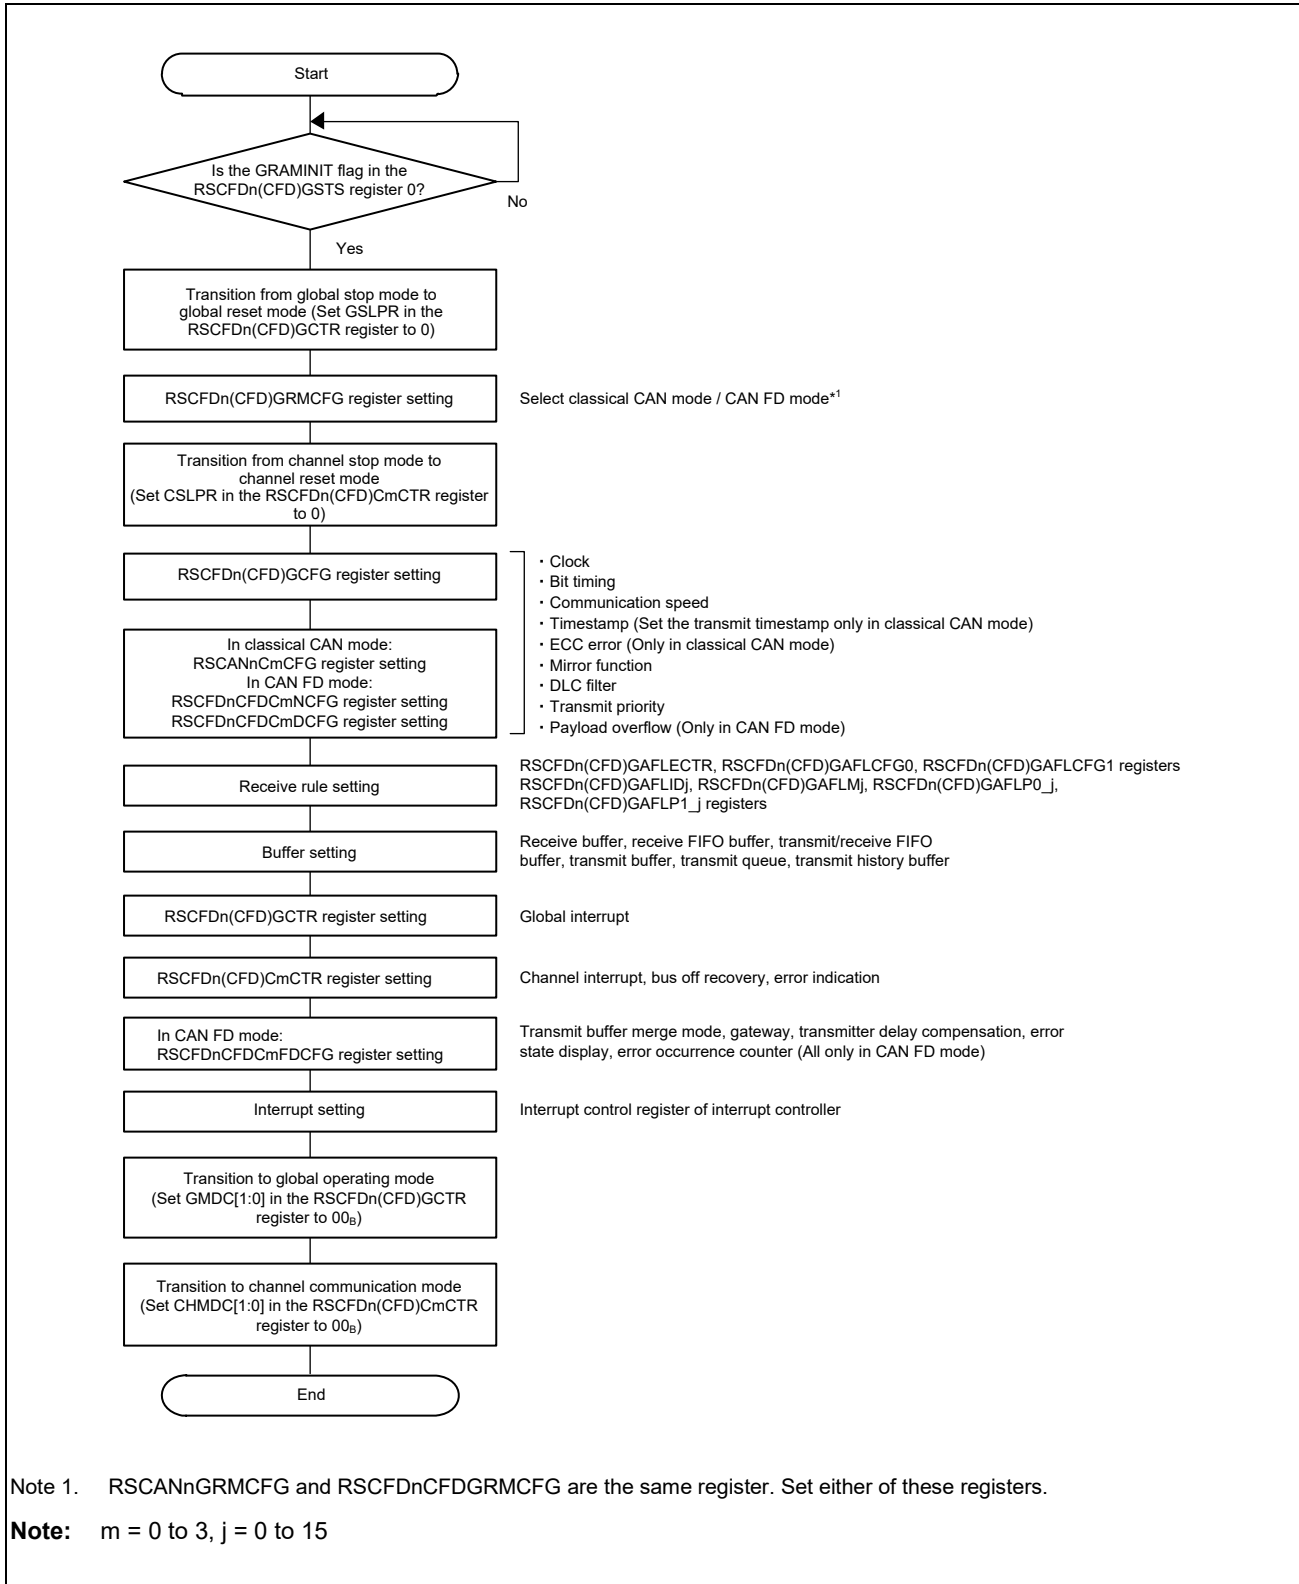 Start
Is the GRAMINIT flag in the
RSCFDn(CFD)GSTS register 0?
No
Yes
Transition from global stop mode to
global reset mode (Set GSLPR in the
RSCFDn(CFD)GCTR register to 0)
RSCFDn(CFD)GRMCFG register setting
Select classical CAN mode / CAN FD mode*1
Transition from channel stop mode to
channel reset mode
(Set CSLPR in the RSCFDn(CFD)CmCTR register
to 0)
RSCFDn(CFD)GCFG register setting
In classical CAN mode:
RSCANnCmCFG register setting
In CAN FD mode:
RSCFDnCFDCmNCFG register setting
RSCFDnCFDCmDCFG register setting
・Clock
・Bit timing
・Communication speed
・Timestamp (Set the transmit timestamp only in classical CAN mode)
・ECC error (Only in classical CAN mode)
・Mirror function
・DLC filter
・Transmit priority
・Payload overflow (Only in CAN FD mode)
Receive rule setting
RSCFDn(CFD)GAFLECTR, RSCFDn(CFD)GAFLCFG0, RSCFDn(CFD)GAFLCFG1 registers
RSCFDn(CFD)GAFLIDj, RSCFDn(CFD)GAFLMj, RSCFDn(CFD)GAFLP0_j,
RSCFDn(CFD)GAFLP1_j registers
Buffer setting
Receive buffer, receive FIFO buffer, transmit/receive FIFO
buffer, transmit buffer, transmit queue, transmit history buffer
RSCFDn(CFD)GCTR register setting
Global interrupt
RSCFDn(CFD)CmCTR register setting
Channel interrupt, bus off recovery, error indication
In CAN FD mode:
RSCFDnCFDCmFDCFG register setting
Transmit buffer merge mode, gateway, transmitter delay compensation, error
state display, error occurrence counter (All only in CAN FD mode)
Interrupt setting
Interrupt control register of interrupt controller
Transition to global operating mode
(Set GMDC[1:0] in the RSCFDn(CFD)GCTR
register to 00B)
Transition to channel communication mode
(Set CHMDC[1:0] in the RSCFDn(CFD)CmCTR
register to 00B)
End
Note 1. RSCANnGRMCFG and RSCFDnCFDGRMCFG are the same register. Set either of these registers.
Note: m = 0 to 3, j = 0 to 15